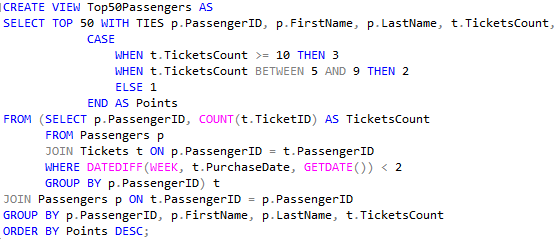 CREATE VIEW Top50Passengers AS
SELECT TOP 50 WITH TIES p.PassengerID, p.FirstName, p.LastName, t.TicketsCount,
CASE
WHEN t.TicketsCount >= 10 THEN 3
WHEN t.TicketsCount BETWEEN 5 AND 9 THEN 2
ELSE 1
END AS Points
FROM (SELECT p.PassengerID, COUNT(t.TicketID) AS TicketsCount
FROM Passengers p
JOIN Tickets t ON p.PassengerID = t.PassengerID
WHERE DATEDIFF(WEEK, t.PurchaseDate, GETDATE()) < 2
GROUP BY p.PassengerID) t
JOIN Passengers p ON t.PassengerID = p.PassengerID
GROUP BY p.PassengerID, p.FirstName, p.LastName, t.TicketsCount
ORDER BY Points DESC;